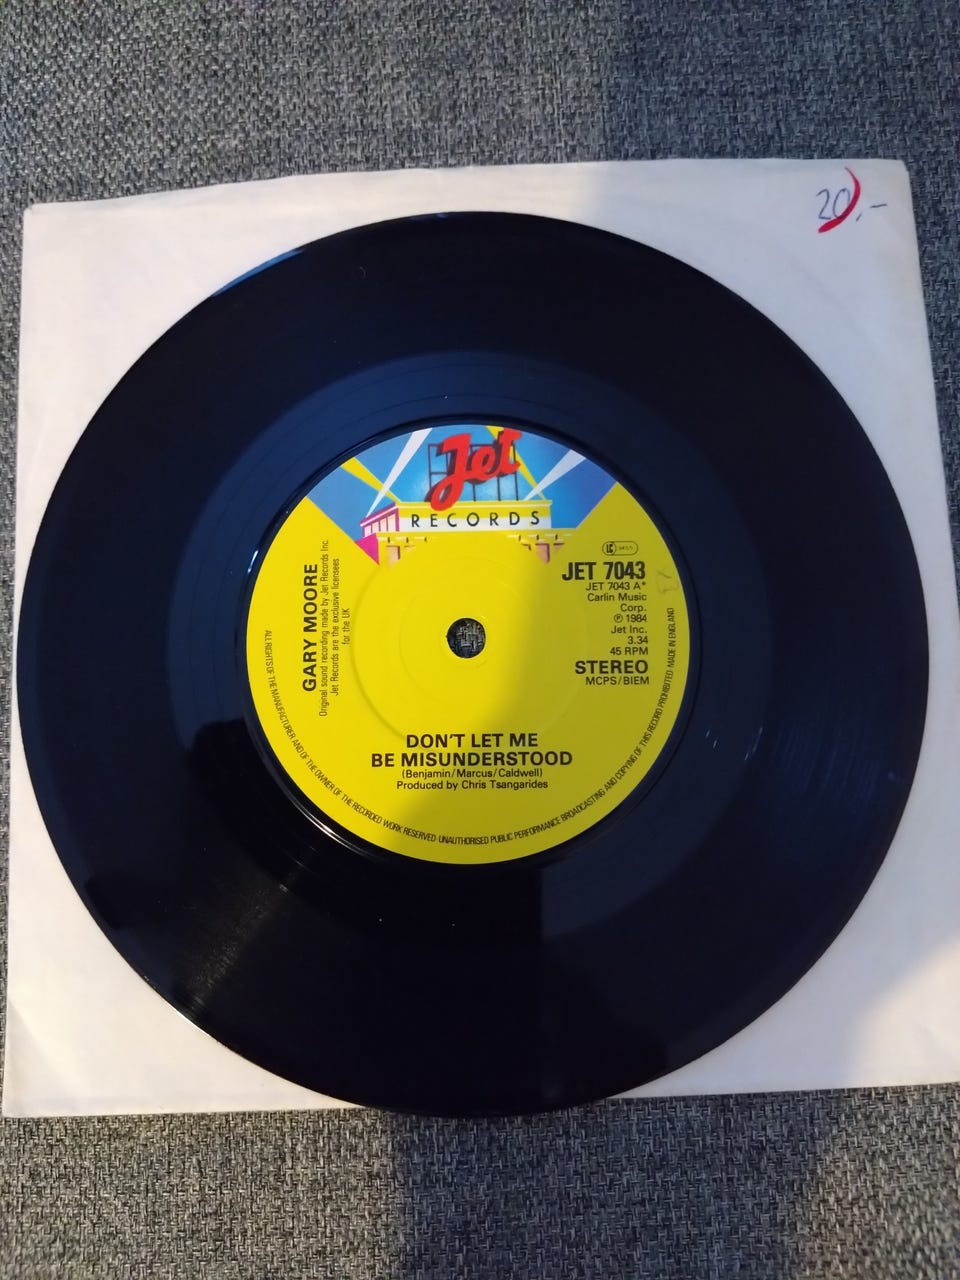 20,-
Jet
RECORDS
GARY MOORE
Original sound recording made by Jet Records Inc.
Jet Records are the exclusive licensees
for the UK
LC
JET 7043
JET 7043 A*
Carlin Music
Corp.
℗ 1984
Jet Inc.
3.34
45 RPM
STEREO
MCPS/BIEM
DON'T LET ME
BE MISUNDERSTOOD
(Benjamin/Marcus/Caldwell)
Produced by Chris Tsangarides
ALL RIGHTS OF THE MANUFACTURER AND OF THE OWNER OF THE RECORDED WORK RESERVED · UNAUTHORISED PUBLIC PERFORMANCE BROADCASTING AND COPYING OF THIS RECORD PROHIBITED · MADE IN ENGLAND